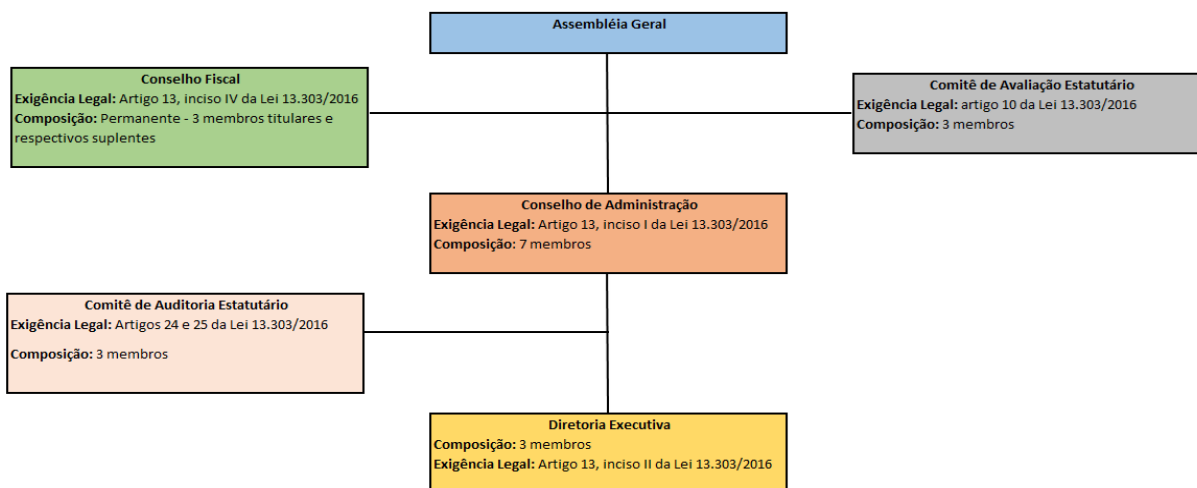 Assembléia Geral
Conselho Fiscal
Exigência Legal: Artigo 13, inciso IV da Lei 13.303/2016
Composição: Permanente - 3 membros titulares e
respectivos suplentes
Comitê de Avaliação Estatutário
Exigência Legal: artigo 10 da Lei 13.303/2016
Composição: 3 membros
Conselho de Administração
Exigência Legal: Artigo 13, inciso I da Lei 13.303/2016
Composição: 7 membros
Comitê de Auditoria Estatutário
Exigência Legal: Artigos 24 e 25 da Lei 13.303/2016
Composição: 3 membros
Diretoria Executiva
Composição: 3 membros
Exigência Legal: Artigo 13, inciso II da Lei 13.303/2016